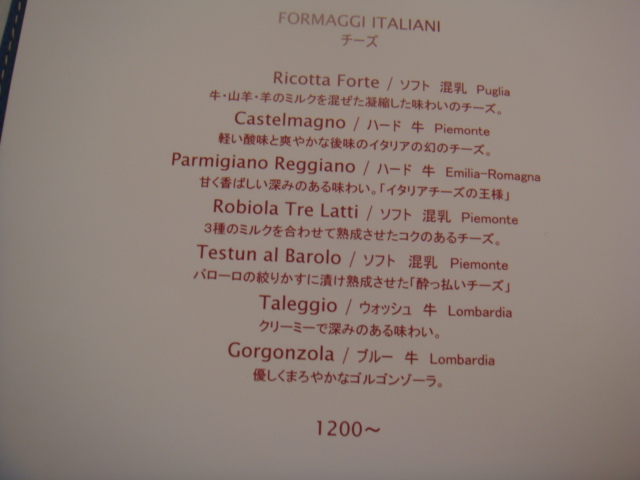 FORMAGGI ITALIANI
チーズ
Ricotta Forte / ソフト 混乳 Puglia
牛・山羊・羊のミルクを混ぜた凝縮した味わいのチーズ。
Castelmagno / ハード 牛 Piemonte
軽い酸味と爽やかな後味のイタリアの幻のチーズ。
Parmigiano Reggiano / ハード 牛 Emilia-Romagna
甘く香ばしい深みのある味わい。「イタリアチーズの王様」
Robiola Tre Latti / ソフト 混乳 Piemonte
3種のミルクを合わせて熟成させたコクのあるチーズ。
Testun al Barolo / ソフト 混乳 Piemonte
バローロの絞りかすに漬け熟成させた「酔っ払いチーズ」
Taleggio / ウォッシュ 牛 Lombardia
クリーミーで深みのある味わい。
Gorgonzola / ブルー 牛 Lombardia
優しくまろやかなゴルゴンゾーラ。
1200～